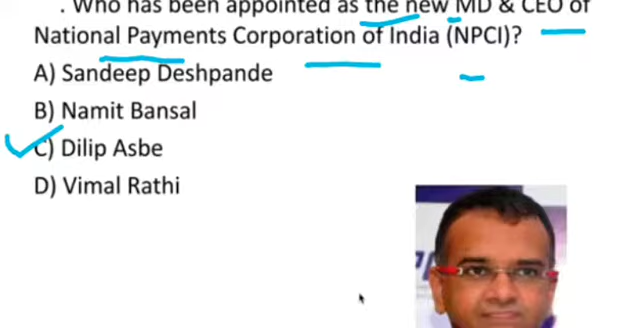 . Who has been appointed as the new MD & CEO of
National Payments Corporation of India (NPCI)?
A) Sandeep Deshpande
B) Namit Bansal
C) Dilip Asbe
D) Vimal Rathi